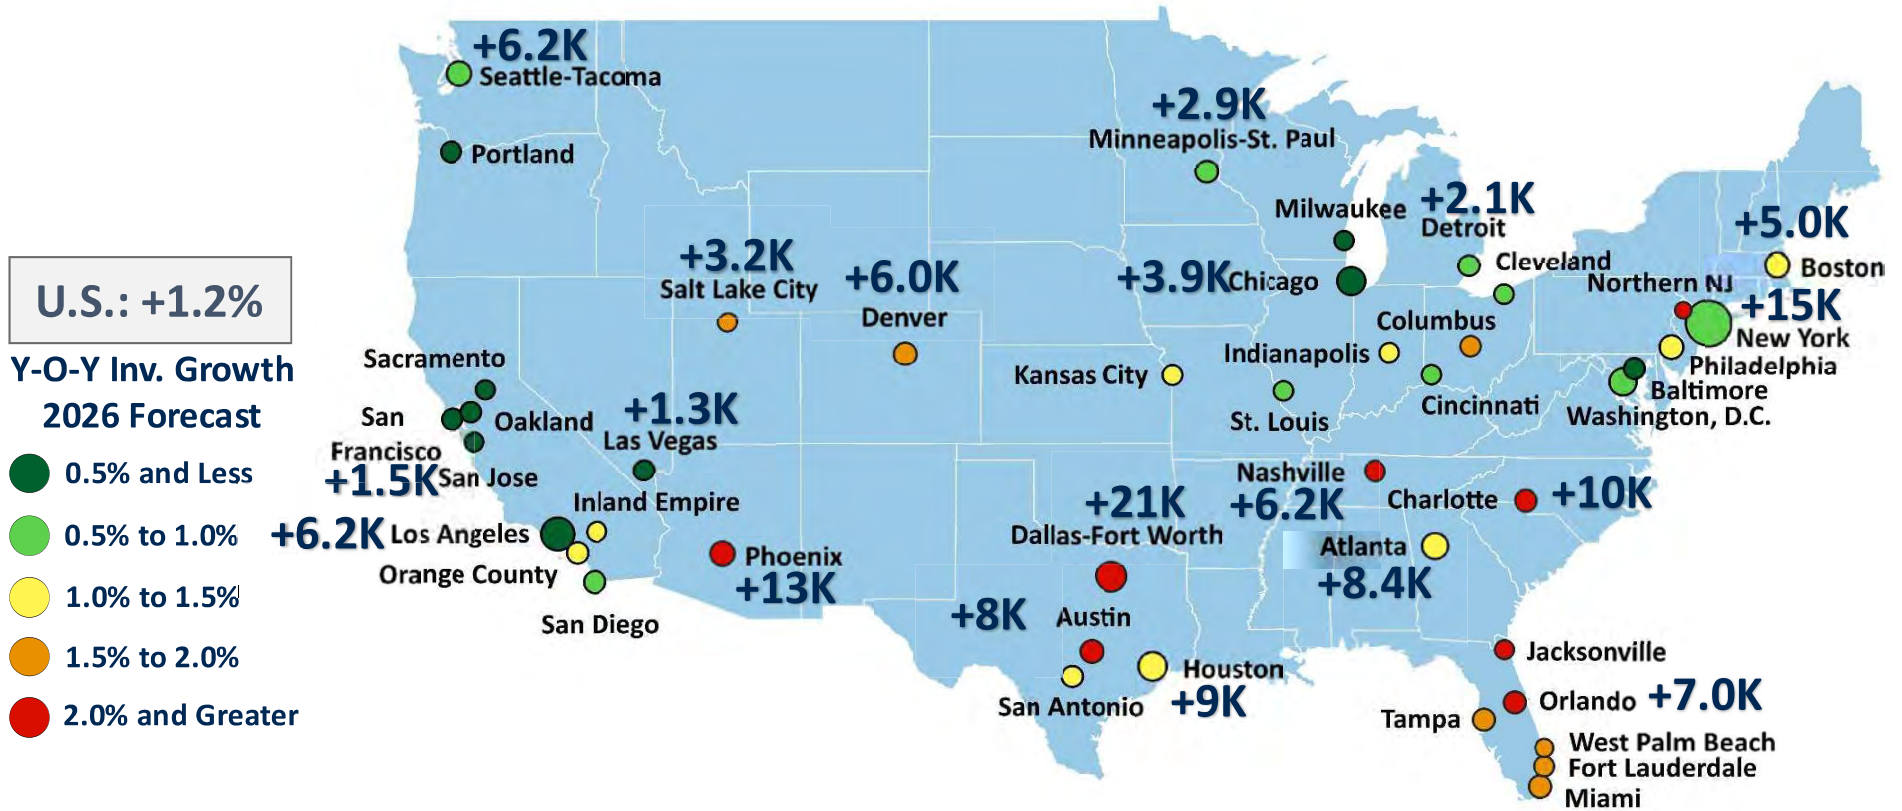 U.S.: +1.2%
Y-O-Y Inv. Growth
2026 Forecast
0.5% and Less
0.5% to 1.0%
1.0% to 1.5%
1.5% to 2.0%
2.0% and Greater
+6.2K
Seattle-Tacoma
Portland
+2.9K
Minneapolis-St. Paul
Milwaukee
+2.1K
Detroit
Cleveland
+3.9K
Chicago
+5.0K
Boston
Northern NJ
+15K
New York
Philadelphia
Baltimore
Washington, D.C.
+3.2K
Salt Lake City
+6.0K
Denver
Columbus
Indianapolis
Kansas City
St. Louis
Cincinnati
Sacramento
San
Francisco
Oakland
+1.5K
San Jose
+1.3K
Las Vegas
Inland Empire
+6.2K
Los Angeles
Orange County
San Diego
Phoenix
+13K
+21K
Dallas-Fort Worth
+8K
Austin
Houston
+9K
San Antonio
Nashville
+6.2K
Charlotte
+10K
Atlanta
+8.4K
Jacksonville
Orlando
+7.0K
Tampa
West Palm Beach
Fort Lauderdale
Miami